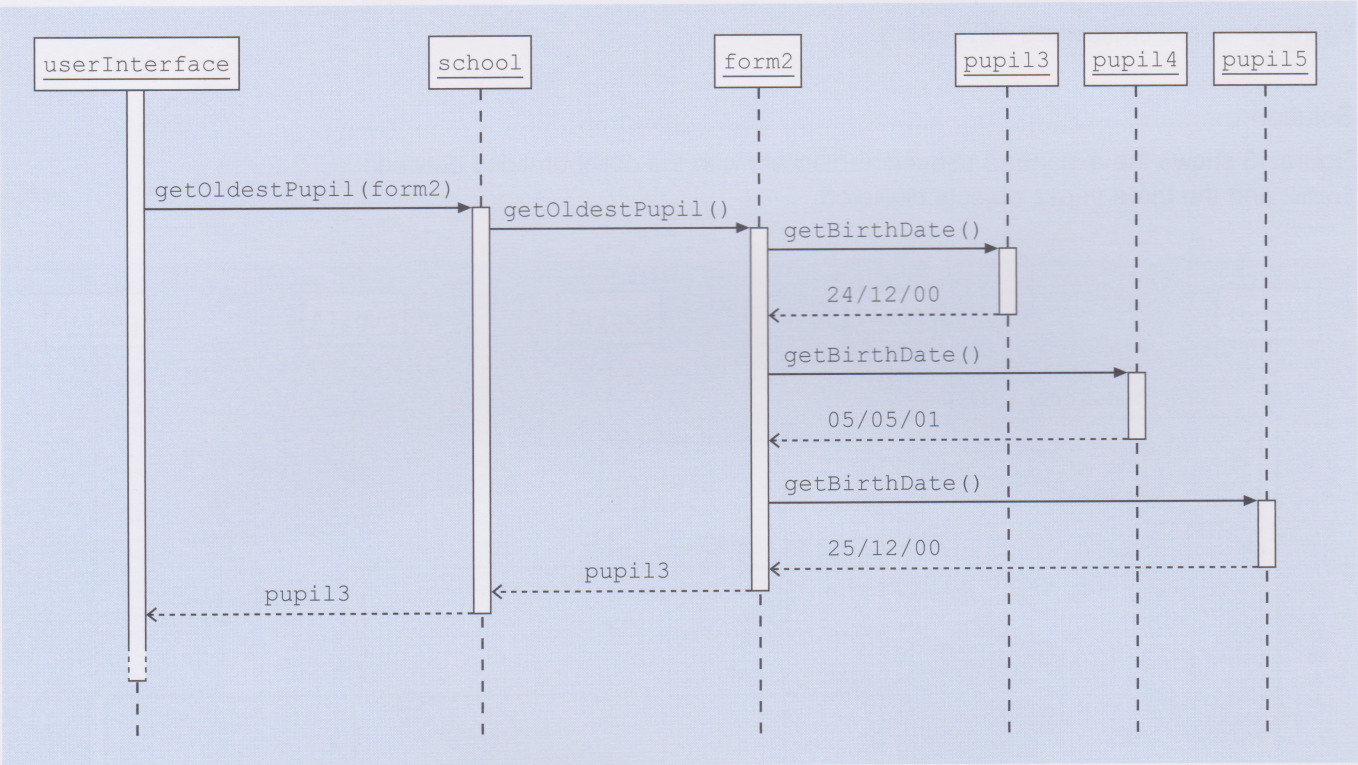 userInterface
school
form2
pupil3
pupil4
pupil5
getOldestPupil(form2)
getOldestPupil()
getBirthDate()
24/12/00
getBirthDate()
05/05/01
getBirthDate()
25/12/00
pupil3
pupil3